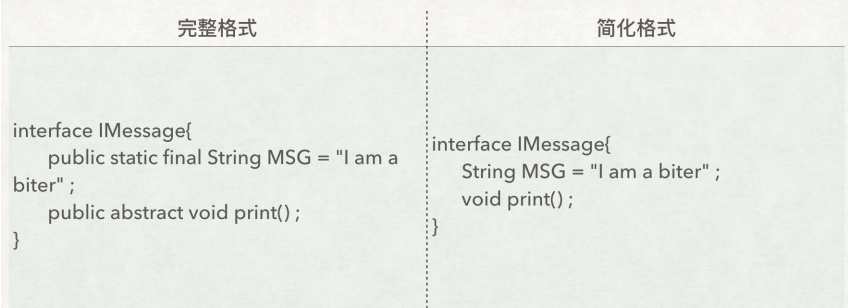 完整格式
简化格式
interface IMessage{
public static final String MSG = "I am a
biter" ;
public abstract void print() ;
}
interface IMessage{
String MSG = "I am a biter" ;
void print() ;
}